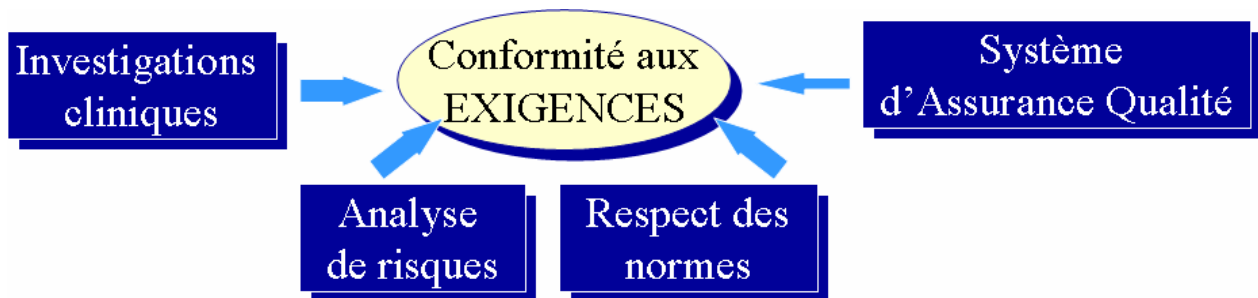 Investigations
cliniques
Conformité aux
EXIGENCES
Système
d’Assurance Qualité
Analyse
de risques
Respect des
normes